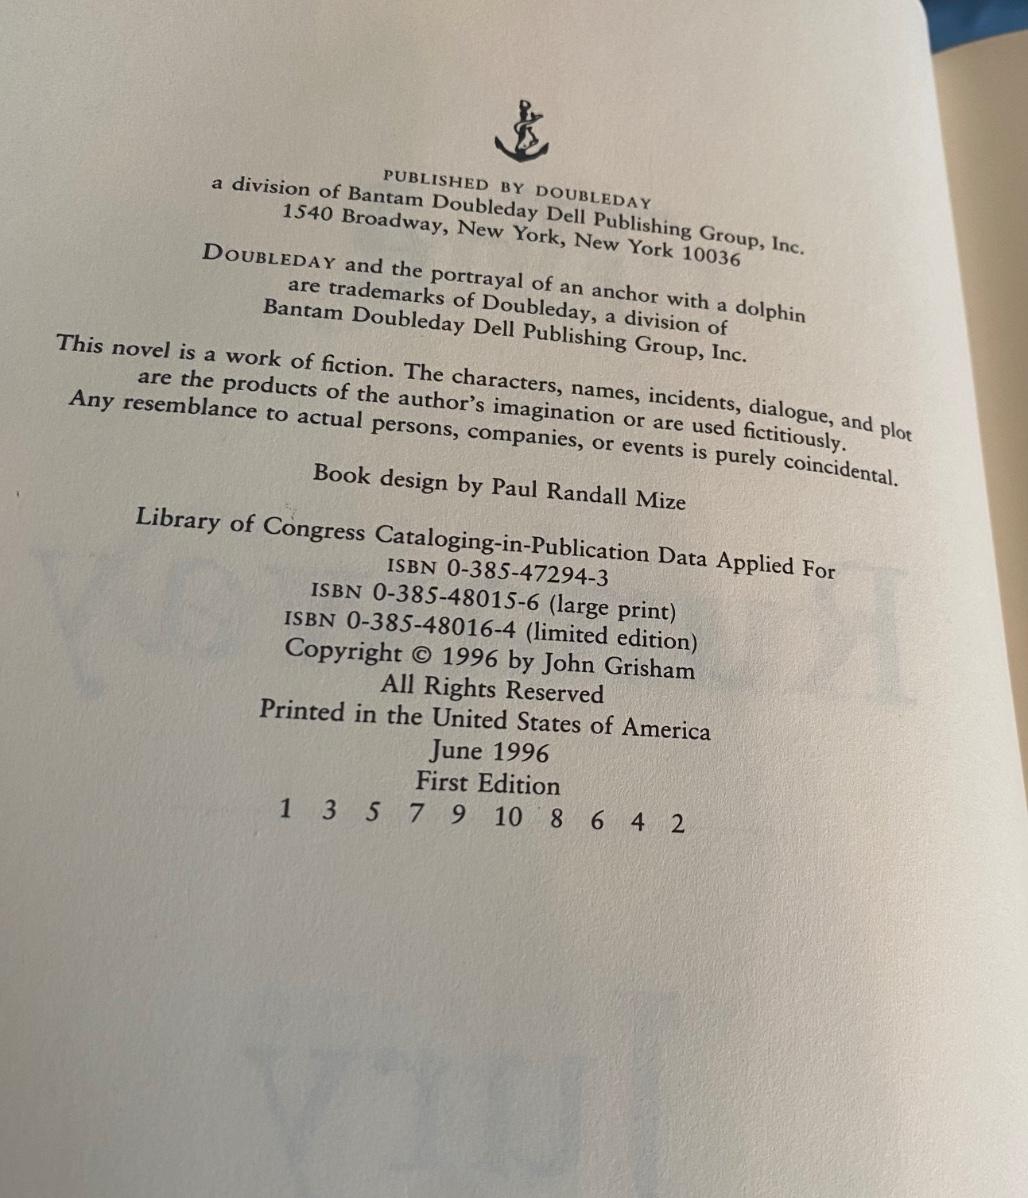 PUBLISHED BY DOUBLEDAY
a division of Bantam Doubleday Dell Publishing Group, Inc.
1540 Broadway, New York, New York 10036
DOUBLEDAY and the portrayal of an anchor with a dolphin
are trademarks of Doubleday, a division of
Bantam Doubleday Dell Publishing Group, Inc.
This novel is a work of fiction. The characters, names, incidents, dialogue, and plot
are the products of the author's imagination or are used fictitiously.
Any resemblance to actual persons, companies, or events is purely coincidental.
Book design by Paul Randall Mize
Library of Congress Cataloging-in-Publication Data Applied For
ISBN 0-385-47294-3
ISBN 0-385-48015-6 (large print)
ISBN 0-385-48016-4 (limited edition)
Copyright © 1996 by John Grisham
All Rights Reserved
Printed in the United States of America
June 1996
First Edition
1 3 5 7 9 10 8 6 4 2
Jury